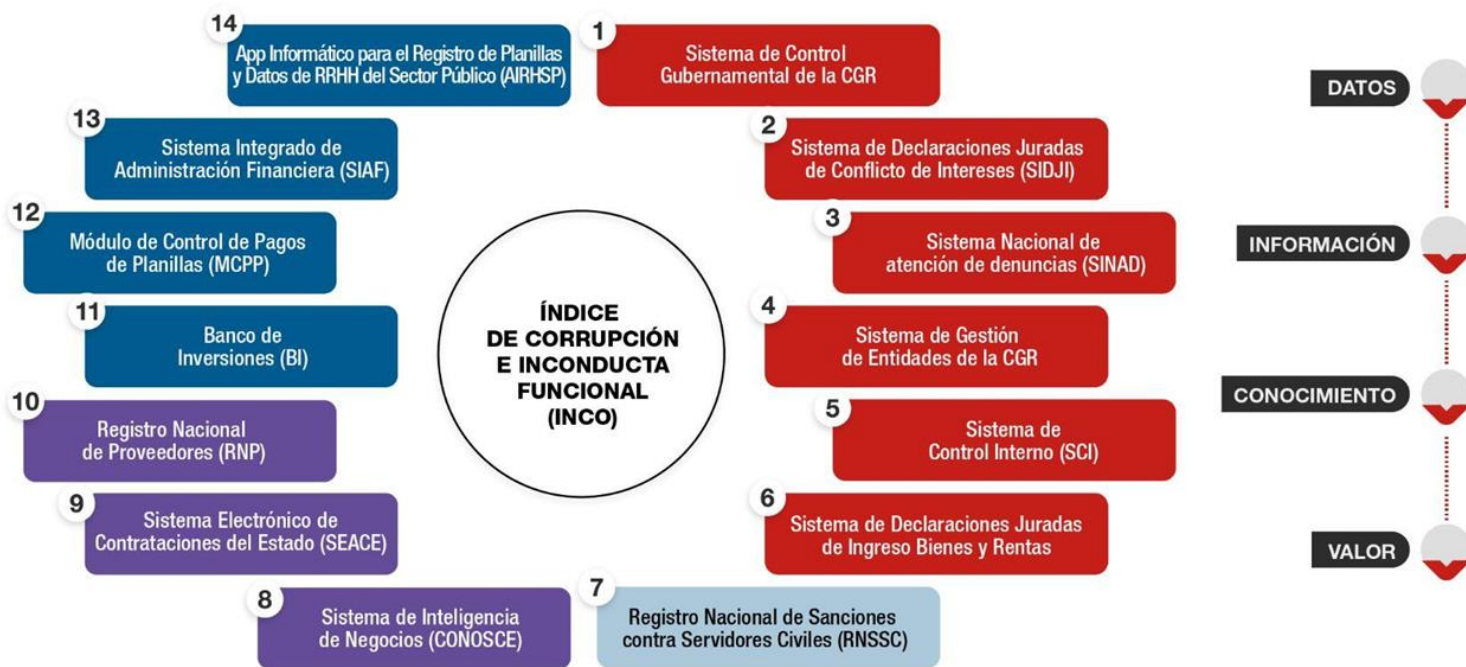 14
App Informático para el Registro de Planillas
y Datos de RRHH del Sector Público (AIRHSP)
1
Sistema de Control
Gubernamental de la CGR
13
Sistema Integrado de
Administración Financiera (SIAF)
2
Sistema de Declaraciones Juradas
de Conflicto de Intereses (SIDJI)
12
Módulo de Control de Pagos
de Planillas (MCPP)
3
Sistema Nacional de
atención de denuncias (SINAD)
11
Banco de
Inversiones (BI)
4
Sistema de Gestión
de Entidades de la CGR
10
Registro Nacional
de Proveedores (RNP)
5
Sistema de
Control Interno (SCI)
9
Sistema Electrónico de
Contrataciones del Estado (SEACE)
6
Sistema de Declaraciones Juradas
de Ingreso Bienes y Rentas
8
Sistema de Inteligencia
de Negocios (CONOSCE)
7
Registro Nacional de Sanciones
contra Servidores Civiles (RNSSC)
ÍNDICE
DE CORRUPCIÓN
E INCONDUCTA
FUNCIONAL
(INCO)
DATOS
INFORMACIÓN
CONOCIMIENTO
VALOR